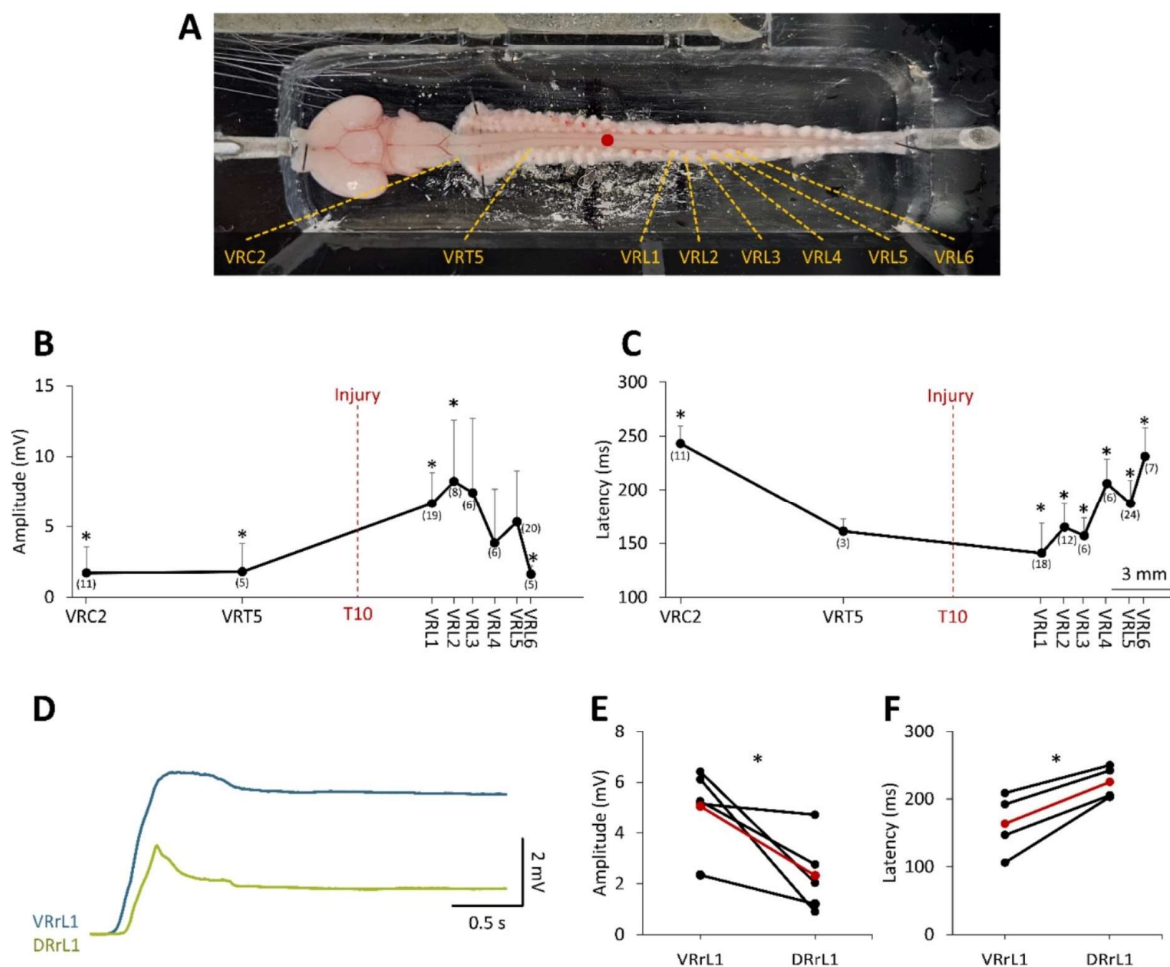 A
VRC2 VRT5 VRL1 VRL2 VRL3 VRL4 VRL5 VRL6
B
Amplitude (mV)
15
10
5
0
Injury
* * * * *
(11) (5) (19) (8) (6) (6) (20) (5)
VRC2 VRT5 T10 VRL1 VRL2 VRL3 VRL4 VRL5 VRL6
C
Latency (ms)
300
250
200
150
100
Injury
* * * * * * *
(11) (3) (18) (12) (6) (6) (24) (7)
3 mm
VRC2 VRT5 T10 VRL1 VRL2 VRL3 VRL4 VRL5 VRL6
D
VRrL1
DRrL1
2 mV
0.5 s
E
Amplitude (mV)
8
6
4
2
0
*
VRrL1 DRrL1
F
Latency (ms)
300
200
100
0
*
VRrL1 DRrL1